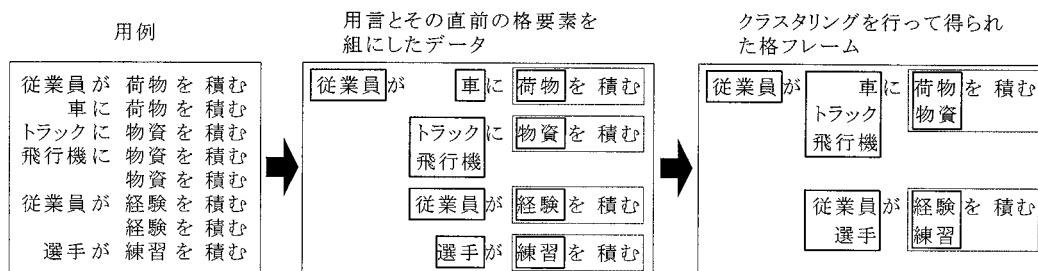 用例
従業員が 荷物を 積む
車に 荷物を 積む
トラックに 物資を 積む
飛行機に 物資を 積む
物資を 積む
従業員が 経験を 積む
経験を 積む
選手が 練習を 積む
用言とその直前の格要素を
組にしたデータ
従業員が 車に 荷物を 積む
トラックに 物資を 積む
飛行機
従業員が 経験を 積む
選手が 練習を 積む
クラスタリングを行って得られ
た格フレーム
従業員が 車に 荷物を 積む
トラック 物資
飛行機
従業員が 経験を 積む
選手 練習